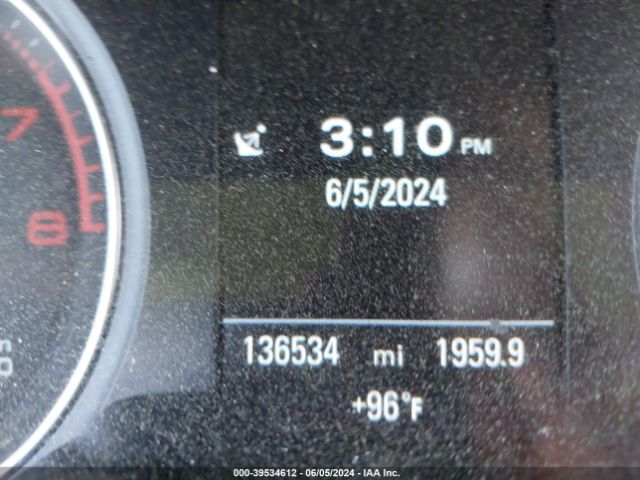 7
3:10 PM
6/5/2024
8
136534 mi 1959.9
+96°F
000-39534612 - 06/05/2024 - IAA Inc.